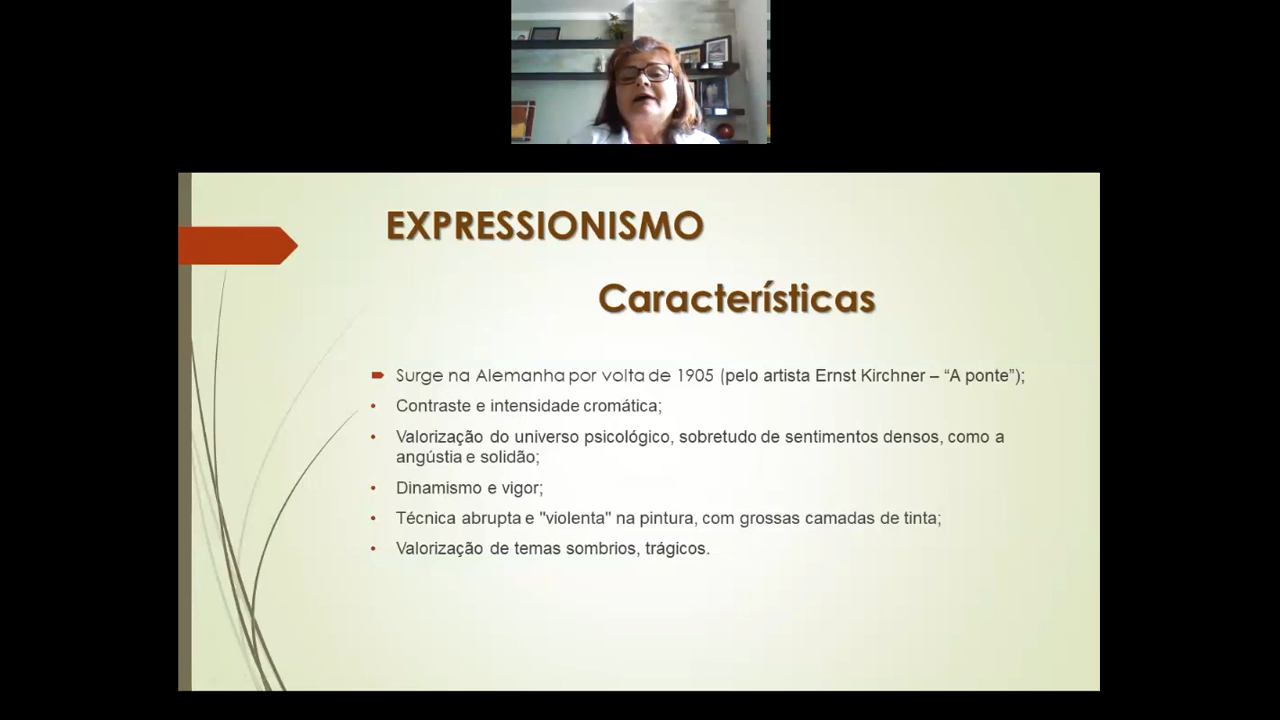 EXPRESSIONISMO
Características
Surge na Alemanha por volta de 1905 (pelo artista Ernst Kirchner – “A ponte”);
• Contraste e intensidade cromática;
• Valorização do universo psicológico, sobretudo de sentimentos densos, como a
angústia e solidão;
• Dinamismo e vigor;
• Técnica abrupta e "violenta" na pintura, com grossas camadas de tinta;
• Valorização de temas sombrios, trágicos.